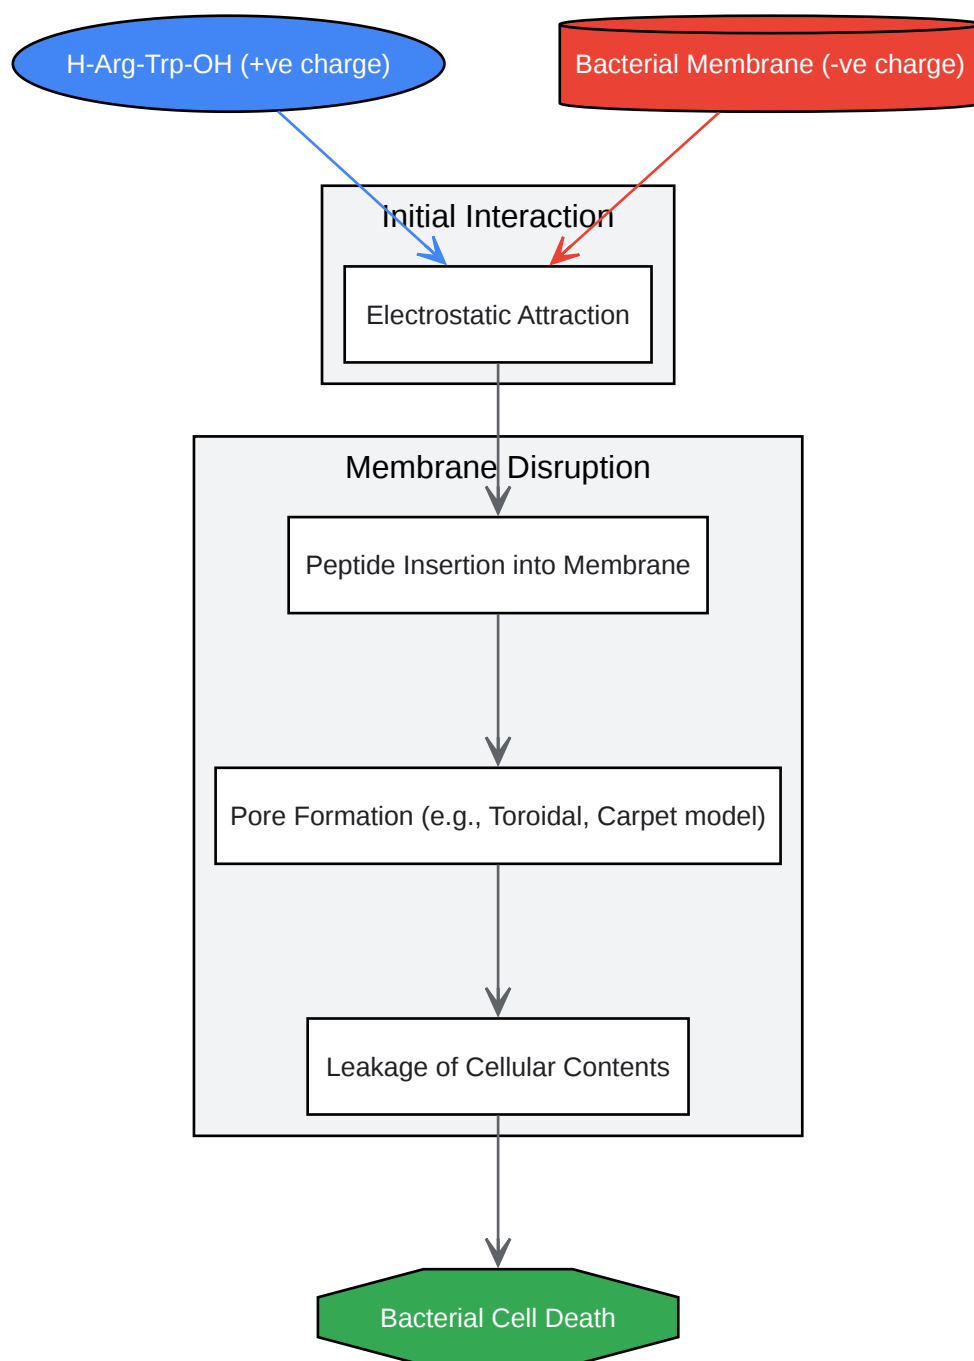 H-Arg-Trp-OH (+ve charge)
Bacterial Membrane (-ve charge)
Initial Interaction
Electrostatic Attraction
Membrane Disruption
Peptide Insertion into Membrane
Pore Formation (e.g., Toroidal, Carpet model)
Leakage of Cellular Contents
Bacterial Cell Death